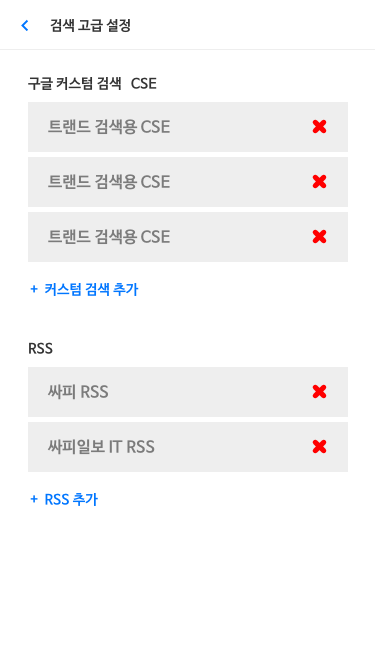 검색 고급 설정
구글 커스텀 검색 CSE
트랜드 검색용 CSE
트랜드 검색용 CSE
트랜드 검색용 CSE
+ 커스텀 검색 추가
RSS
싸피 RSS
싸피일보 IT RSS
+ RSS 추가